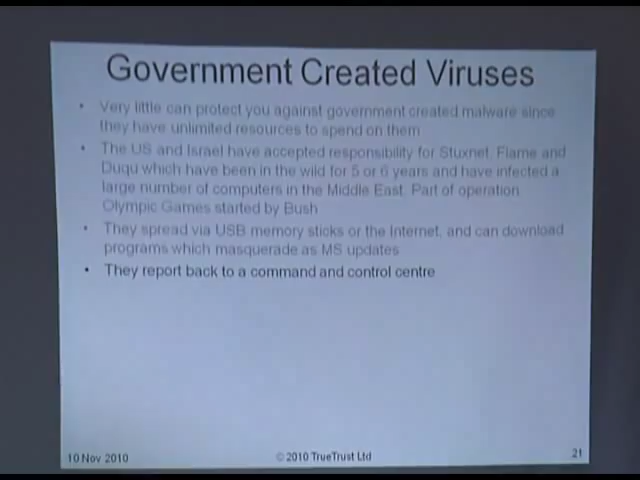 Government Created Viruses
• Very little can protect you against government created malware since
they have unlimited resources to spend on them
• The US and Israel have accepted responsibility for Stuxnet, Flame and
Duqu which have been in the wild for 5 or 6 years and have infected a
large number of computers in the Middle East. Part of operation
Olympic Games started by Bush
• They spread via USB memory sticks or the Internet, and can download
programs which masquerade as MS updates
• They report back to a command and control centre
10 Nov 2010
© 2010 TrueTrust Ltd
21